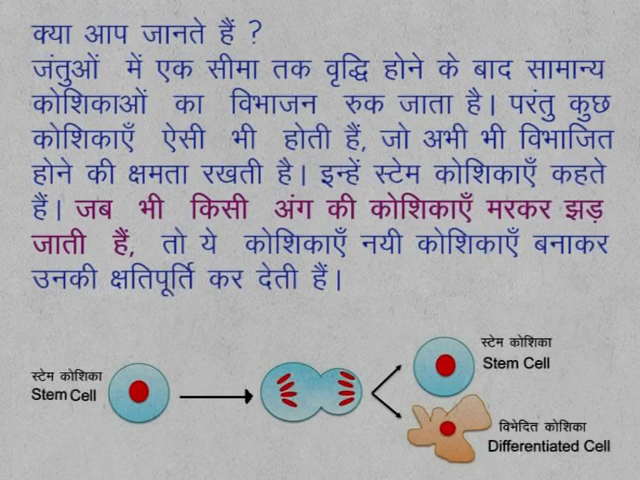 क्या आप जानते हैं ?
जंतुओं में एक सीमा तक वृद्धि होने के बाद सामान्य
कोशिकाओं का विभाजन रुक जाता है। परंतु कुछ
कोशिकाएँ ऐसी भी होती हैं, जो अभी भी विभाजित
होने की क्षमता रखती है। इन्हें स्टेम कोशिकाएँ कहते
हैं। जब भी किसी अंग की कोशिकाएँ मरकर झड़
जाती हैं, तो ये कोशिकाएँ नयी कोशिकाएँ बनाकर
उनकी क्षतिपूर्ति कर देती हैं।
स्टेम कोशिका
Stem Cell
स्टेम कोशिका
Stem Cell
विभेदित कोशिका
Differentiated Cell